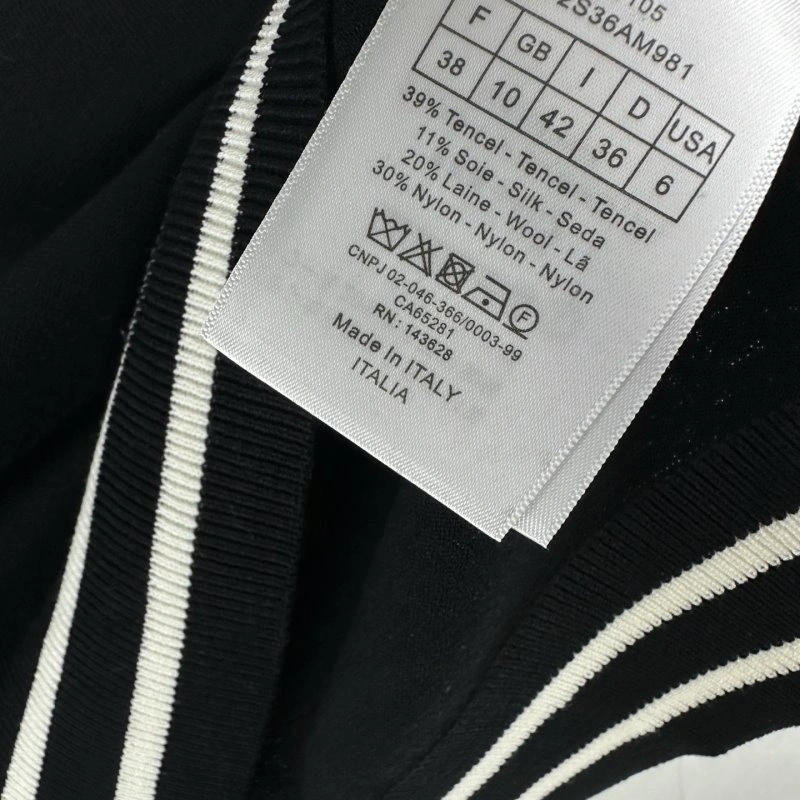 105
2S36AM981
F GB I D USA
38 10 42 36 6
39% Tencel - Tencel - Tencel
11% Soie - Silk - Seda
20% Laine - Wool - Lã
30% Nylon - Nylon - Nylon
F
CNPJ 02-046-366/0003-99
CA65281
RN : 143628
Made In ITALY
ITALIA